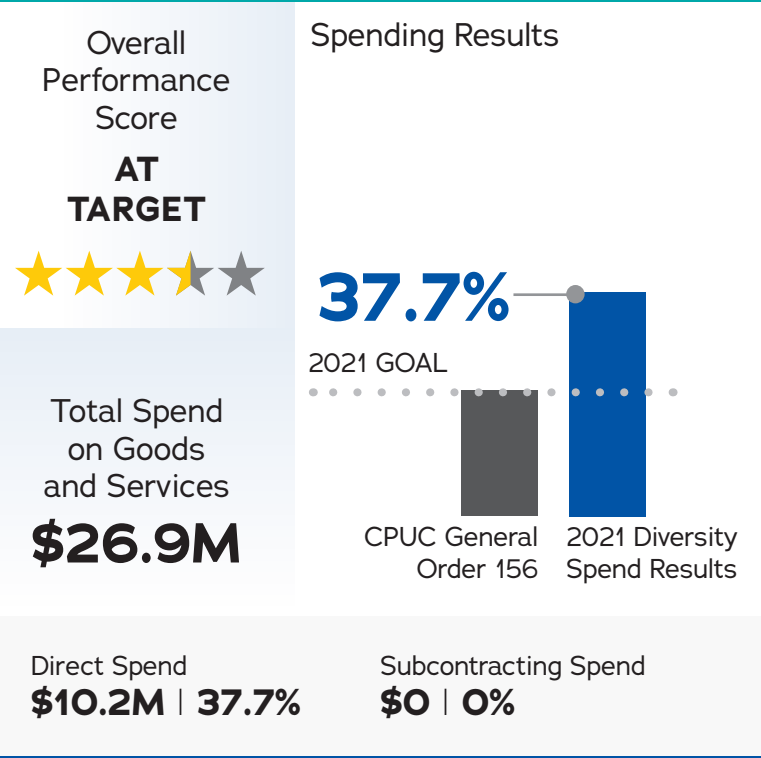 Overall
Performance
Score
AT
TARGET
Total Spend
on Goods
and Services
$26.9M
Spending Results
37.7%
2021 GOAL
CPUC General
Order 156
2021 Diversity
Spend Results
Direct Spend
$10.2M | 37.7%
Subcontracting Spend
$0 | 0%